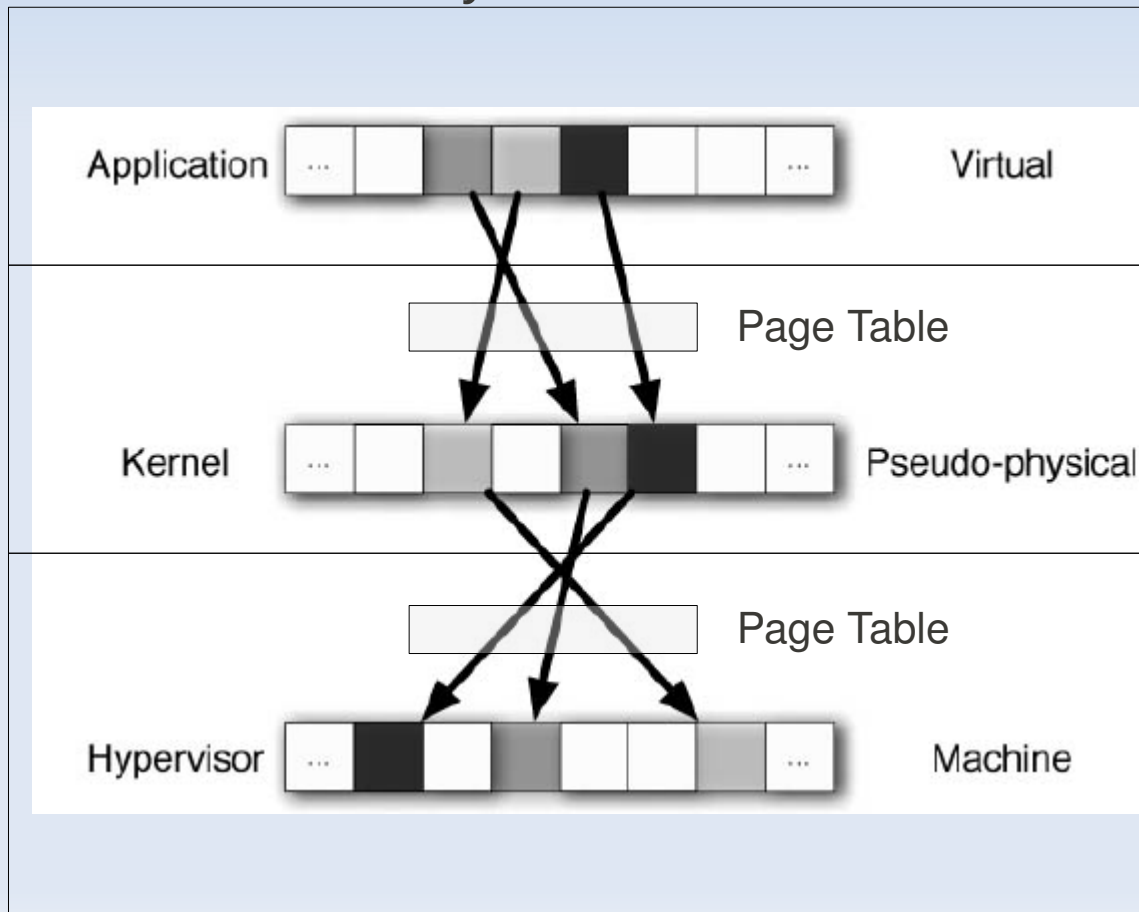 Application ... ... Virtual
Page Table
Kernel ... ... Pseudo-physical
Page Table
Hypervisor ... ... Machine